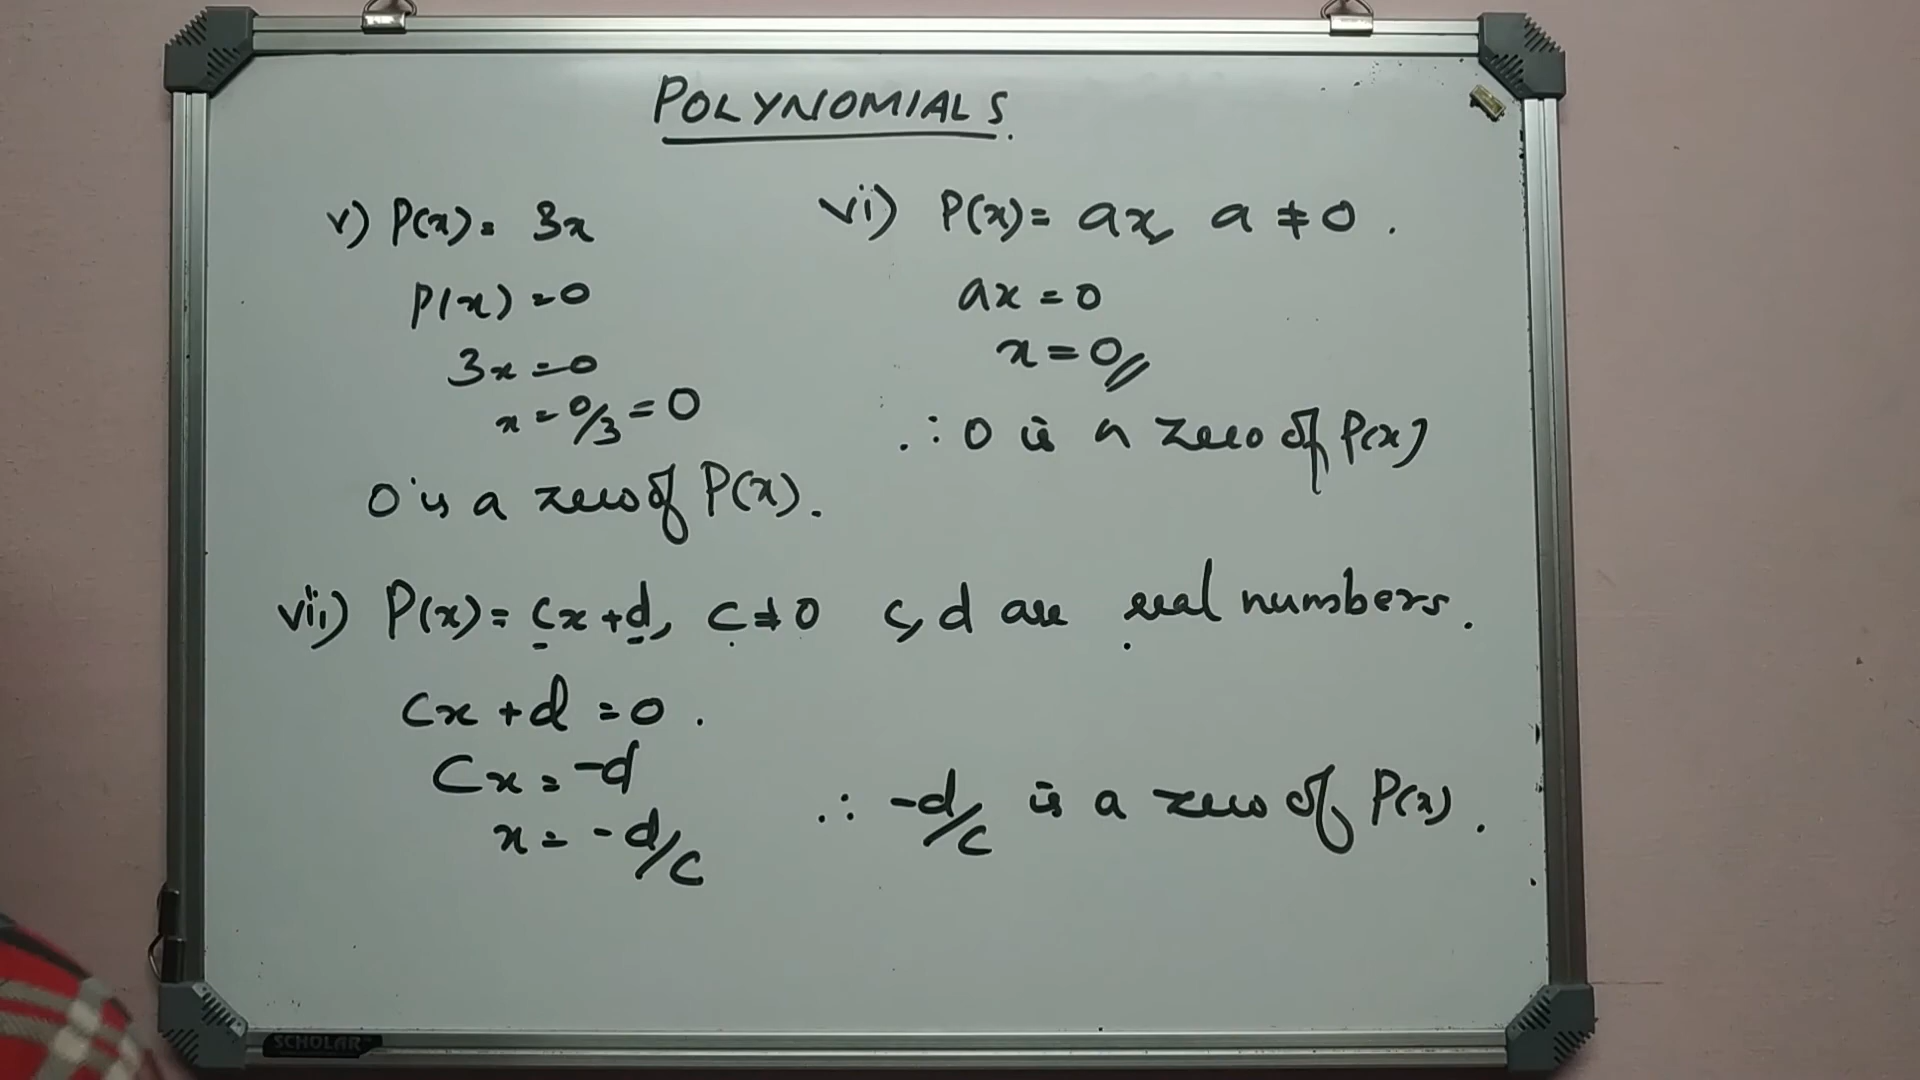 POLYNOMIALS.
v) P(x) = 3x
P(x) = 0
3x = 0
x = 0/3 = 0
0 is a zero of P(x).
vi) P(x) = ax, a ≠ 0.
ax = 0
x = 0//
∴ 0 is a zero of P(x)
vii) P(x) = cx + d, c ≠ 0 c, d are real numbers.
cx + d = 0.
cx = -d
x = -d/c
∴ -d/c is a zero of P(x).
SCHOLAR